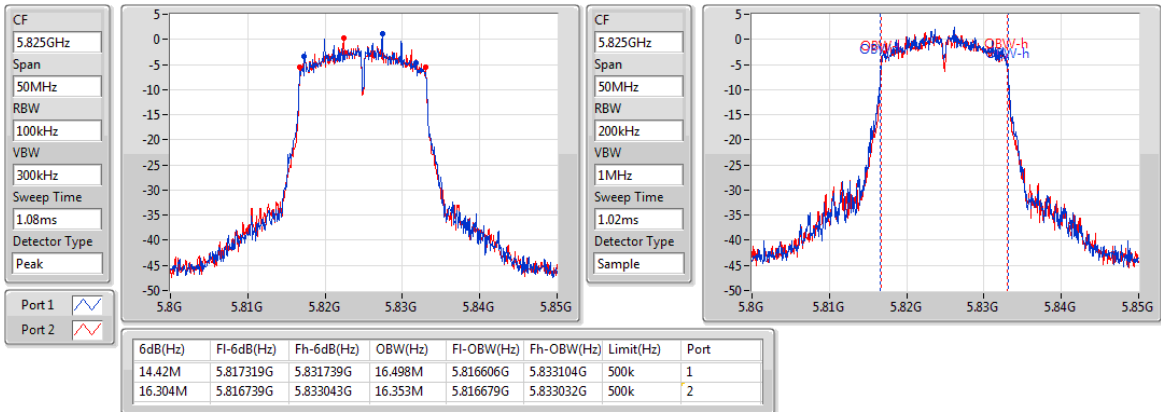 CF
5.825GHz
Span
50MHz
RBW
100kHz
VBW
300kHz
Sweep Time
1.08ms
Detector Type
Peak
Port 1
Port 2
5
0
-5
-10
-15
-20
-25
-30
-35
-40
-45
-50
5.8G 5.81G 5.82G 5.83G 5.84G 5.85G
CF
5.825GHz
Span
50MHz
RBW
200kHz
VBW
1MHz
Sweep Time
1.02ms
Detector Type
Sample
5
0
-5
-10
-15
-20
-25
-30
-35
-40
-45
-50
OBW-h
OBW-h
5.8G 5.81G 5.82G 5.83G 5.84G 5.85G
6dB(Hz) Fl-6dB(Hz) Fh-6dB(Hz) OBW(Hz) Fl-OBW(Hz) Fh-OBW(Hz) Limit(Hz) Port
14.42M 5.817319G 5.831739G 16.498M 5.816606G 5.833104G 500k 1
16.304M 5.816739G 5.833043G 16.353M 5.816679G 5.833032G 500k 2